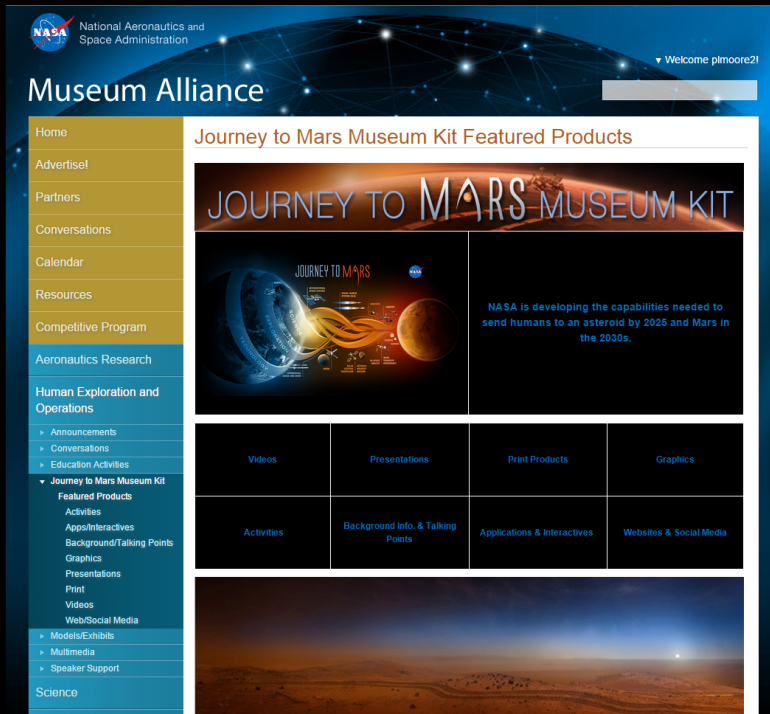 NASA
National Aeronautics and
Space Administration
▾ Welcome plmoore2!
Museum Alliance
Home
Advertise!
Partners
Conversations
Calendar
Resources
Competitive Program
Aeronautics Research
Human Exploration and
Operations
Announcements
Conversations
Education Activities
Journey to Mars Museum Kit
Featured Products
Activities
Apps/Interactives
Background/Talking Points
Graphics
Presentations
Print
Videos
Web/Social Media
Models/Exhibits
Multimedia
Speaker Support
Science
Journey to Mars Museum Kit Featured Products
JOURNEY TO MARS MUSEUM KIT
JOURNEY TO MARS
NASA
NASA is developing the capabilities needed to
send humans to an asteroid by 2025 and Mars in
the 2030s.
Videos
Presentations
Print Products
Graphics
Activities
Background Info. & Talking
Points
Applications & Interactives
Websites & Social Media